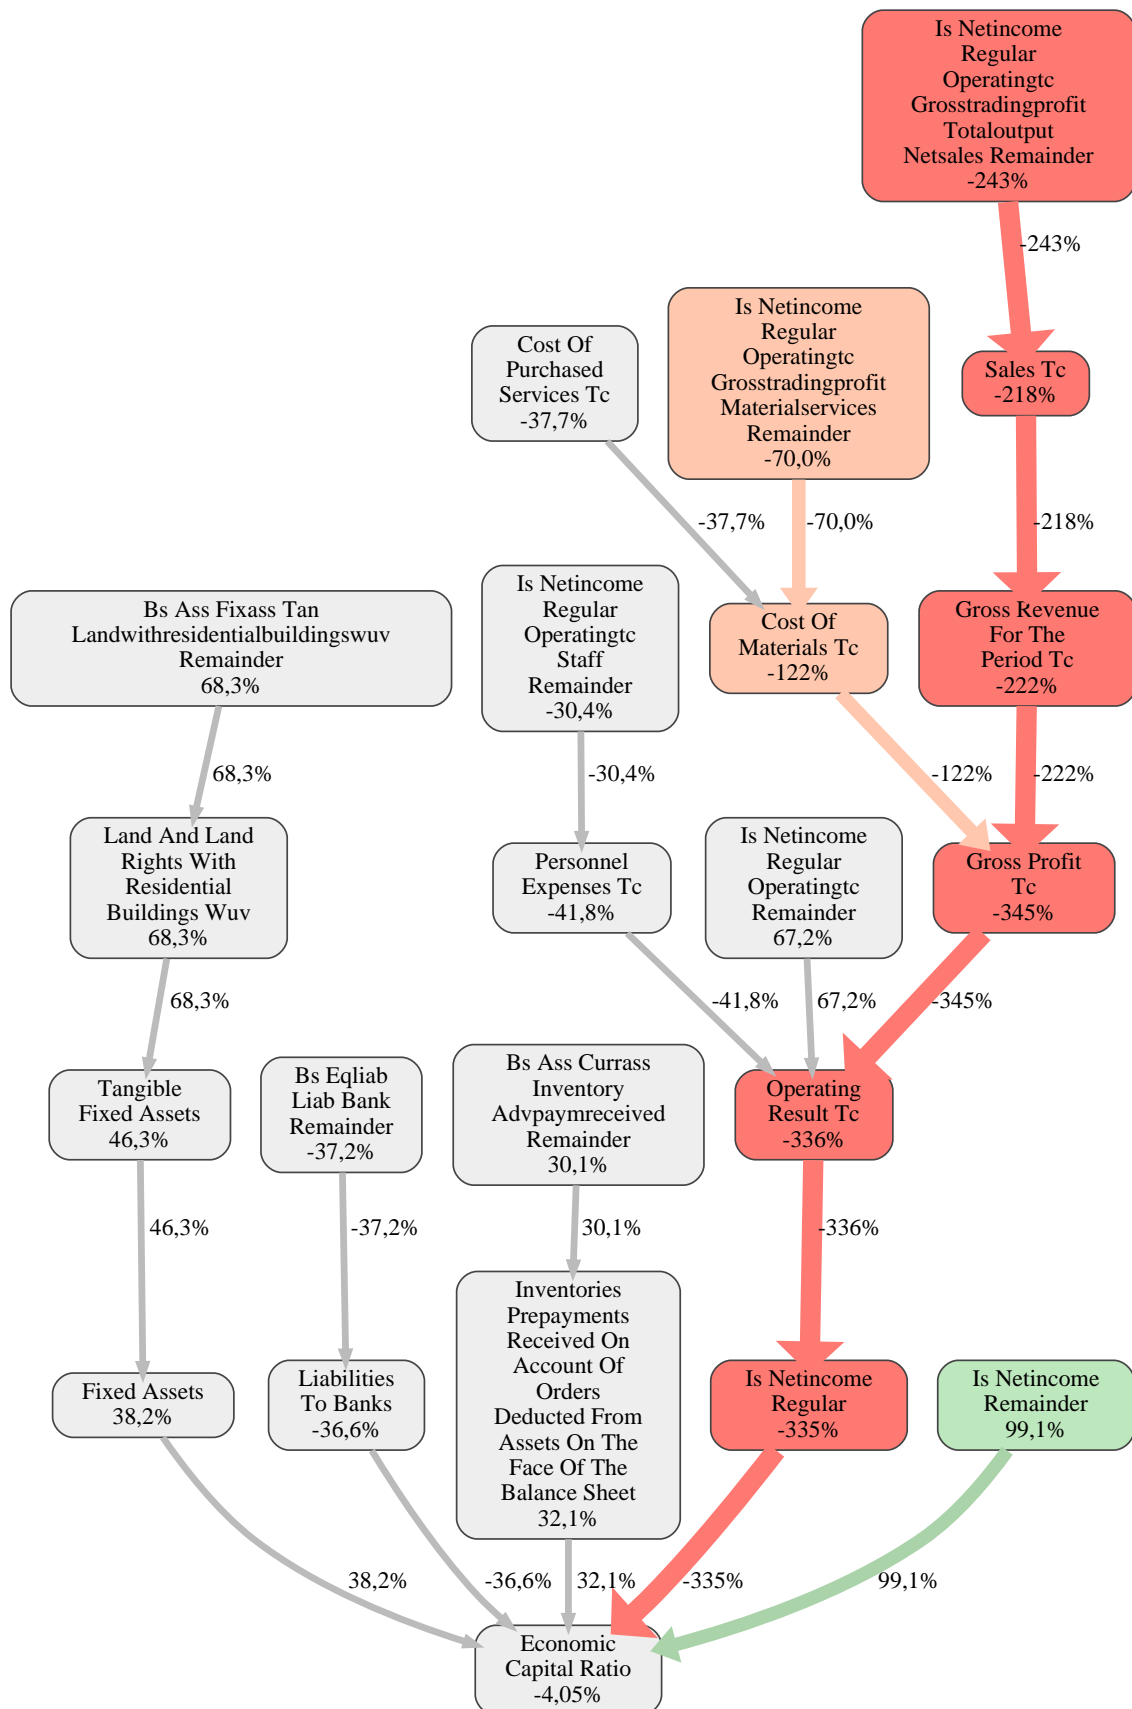 Is Netincome
Regular
Operatingtc
Grosstradingprofit
Totaloutput
Netsales Remainder
-243%
-243%
Is Netincome
Regular
Operatingtc
Grosstradingprofit
Materialservices
Remainder
-70,0%
Cost Of
Purchased
Services Tc
-37,7%
Sales Tc
-218%
-37,7%
-70,0%
-218%
Bs Ass Fixass Tan
Landwithresidentialbuildingswuv
Remainder
68,3%
Is Netincome
Regular
Operatingtc
Staff
Remainder
-30,4%
Cost Of
Materials Tc
-122%
Gross Revenue
For The
Period Tc
-222%
68,3%
-30,4%
-122%
-222%
Land And Land
Rights With
Residential
Buildings Wuv
68,3%
Personnel
Expenses Tc
-41,8%
Is Netincome
Regular
Operatingtc
Remainder
67,2%
Gross Profit
Tc
-345%
68,3%
-41,8%
67,2%
-345%
Tangible
Fixed Assets
46,3%
Bs Eqliab
Liab Bank
Remainder
-37,2%
Bs Ass Currass
Inventory
Advpaymreceived
Remainder
30,1%
Operating
Result Tc
-336%
46,3%
-37,2%
30,1%
-336%
Fixed Assets
38,2%
Liabilities
To Banks
-36,6%
Inventories
Prepayments
Received On
Account Of
Orders
Deducted From
Assets On The
Face Of The
Balance Sheet
32,1%
Is Netincome
Regular
-335%
Is Netincome
Remainder
99,1%
38,2%
-36,6%
32,1%
-335%
99,1%
Economic
Capital Ratio
-4,05%